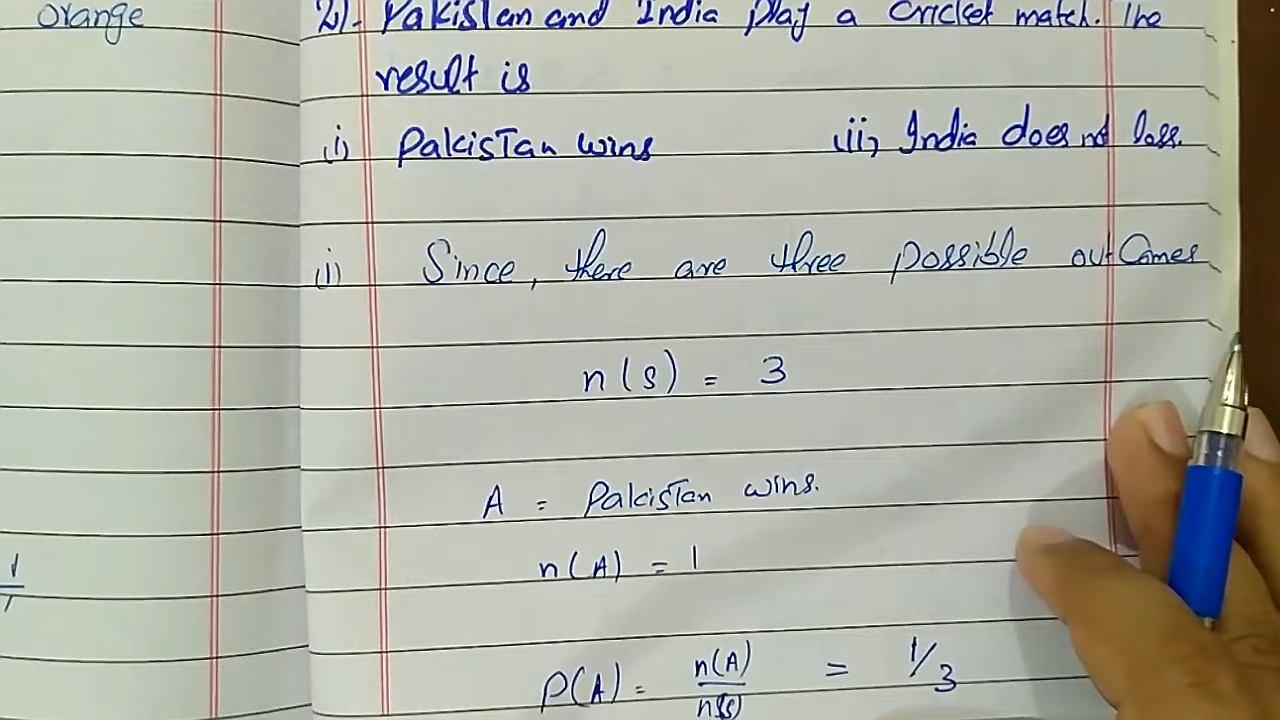 orange
2). Pakistan and India play a cricket match. The
result is
(i) Pakistan wins (ii) India does not loss.
(i) Since, there are three possible outComes
n(s) = 3
A = Pakistan wins.
n(A) = 1
P(A) = n(A)/n(s) = 1/3